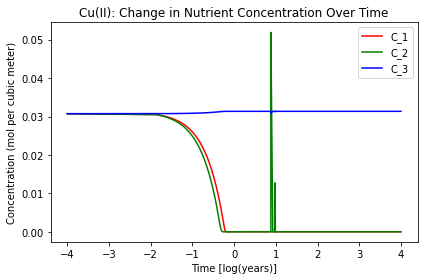 Cu(II): Change in Nutrient Concentration Over Time
Concentration (mol per cubic meter)
0.05
0.04
0.03
0.02
0.01
0.00
C_1
C_2
C_3
−4 −3 −2 −1 0 1 2 3 4
Time [log(years)]